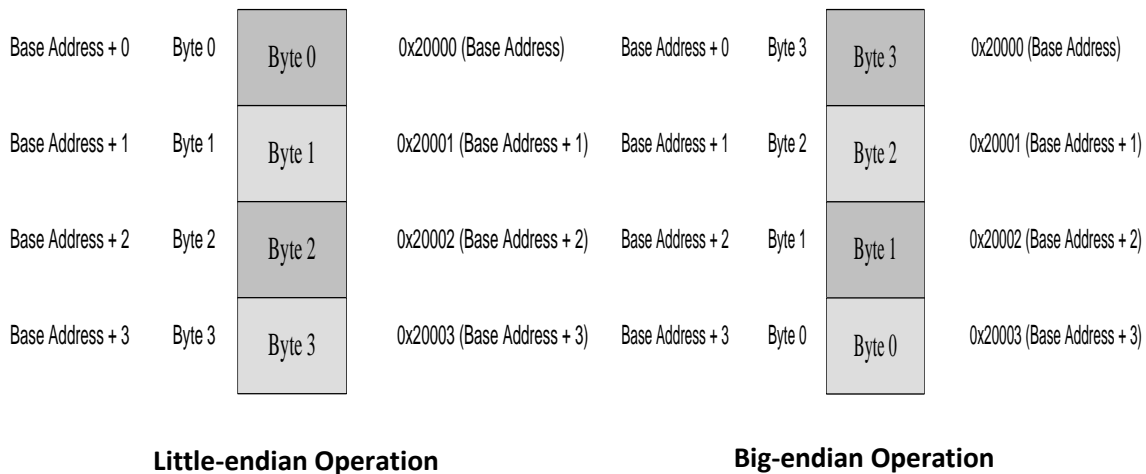 Base Address + 0 Byte 0 Byte 0 0x20000 (Base Address) Base Address + 0 Byte 3 Byte 3 0x20000 (Base Address)
Base Address + 1 Byte 1 Byte 1 0x20001 (Base Address + 1) Base Address + 1 Byte 2 Byte 2 0x20001 (Base Address + 1)
Base Address + 2 Byte 2 Byte 2 0x20002 (Base Address + 2) Base Address + 2 Byte 1 Byte 1 0x20002 (Base Address + 2)
Base Address + 3 Byte 3 Byte 3 0x20003 (Base Address + 3) Base Address + 3 Byte 0 Byte 0 0x20003 (Base Address + 3)
Little-endian Operation Big-endian Operation